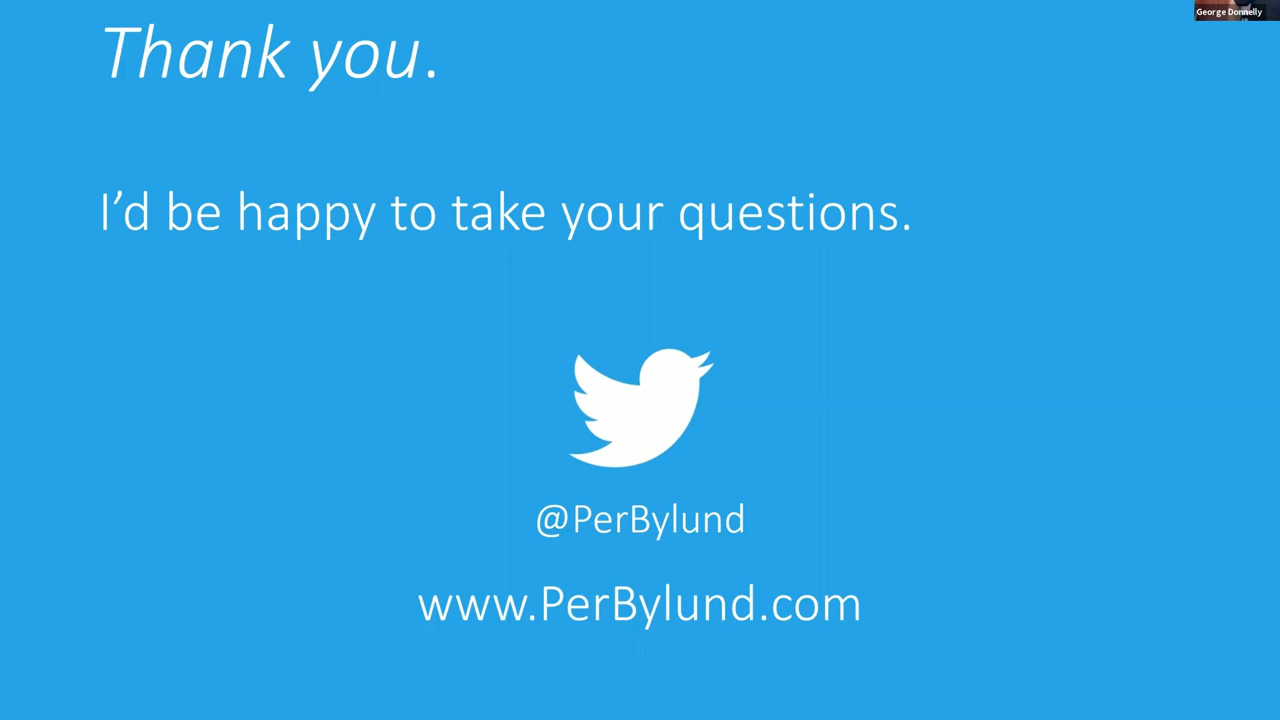 George Donnelly
Thank you.
I’d be happy to take your questions.
@PerBylund
www.PerBylund.com